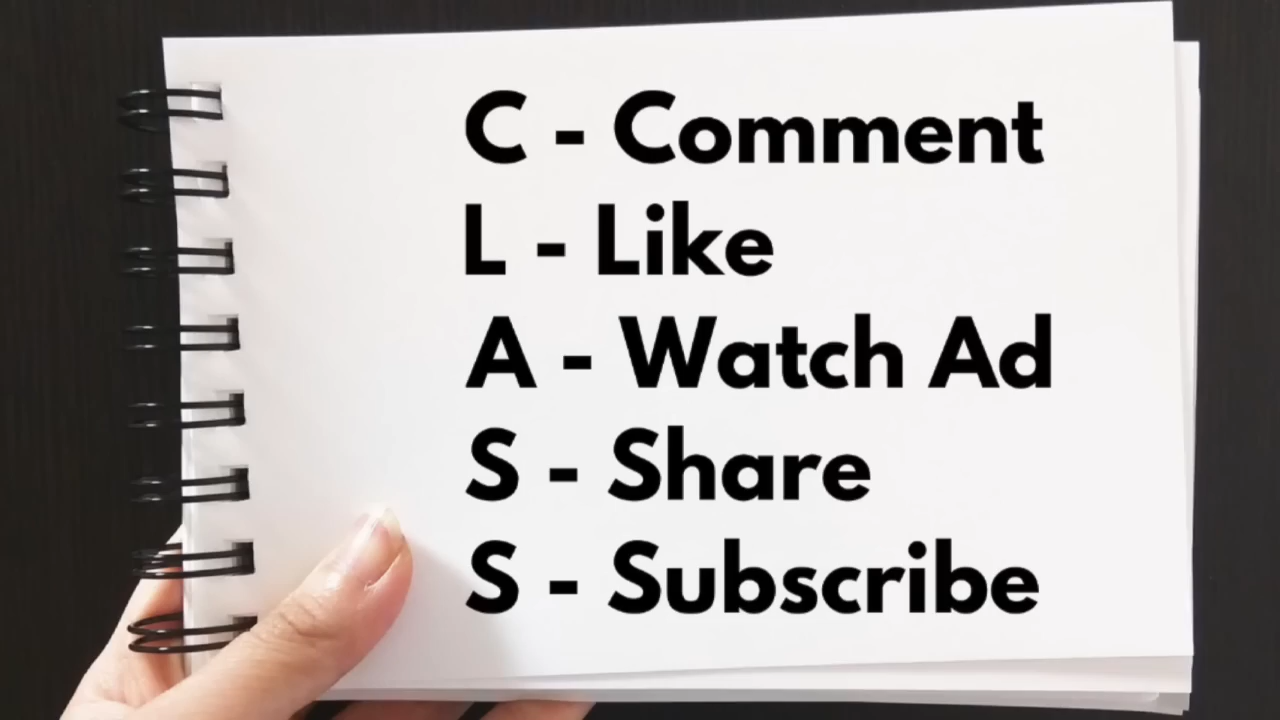 C - Comment
L - Like
A - Watch Ad
S - Share
S - Subscribe